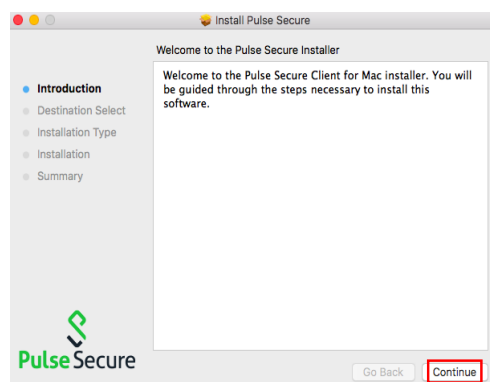 Install Pulse Secure
Welcome to the Pulse Secure Installer
Introduction
Destination Select
Installation Type
Installation
Summary
Welcome to the Pulse Secure Client for Mac installer. You will
be guided through the steps necessary to install this
software.
Pulse Secure
Go Back
Continue